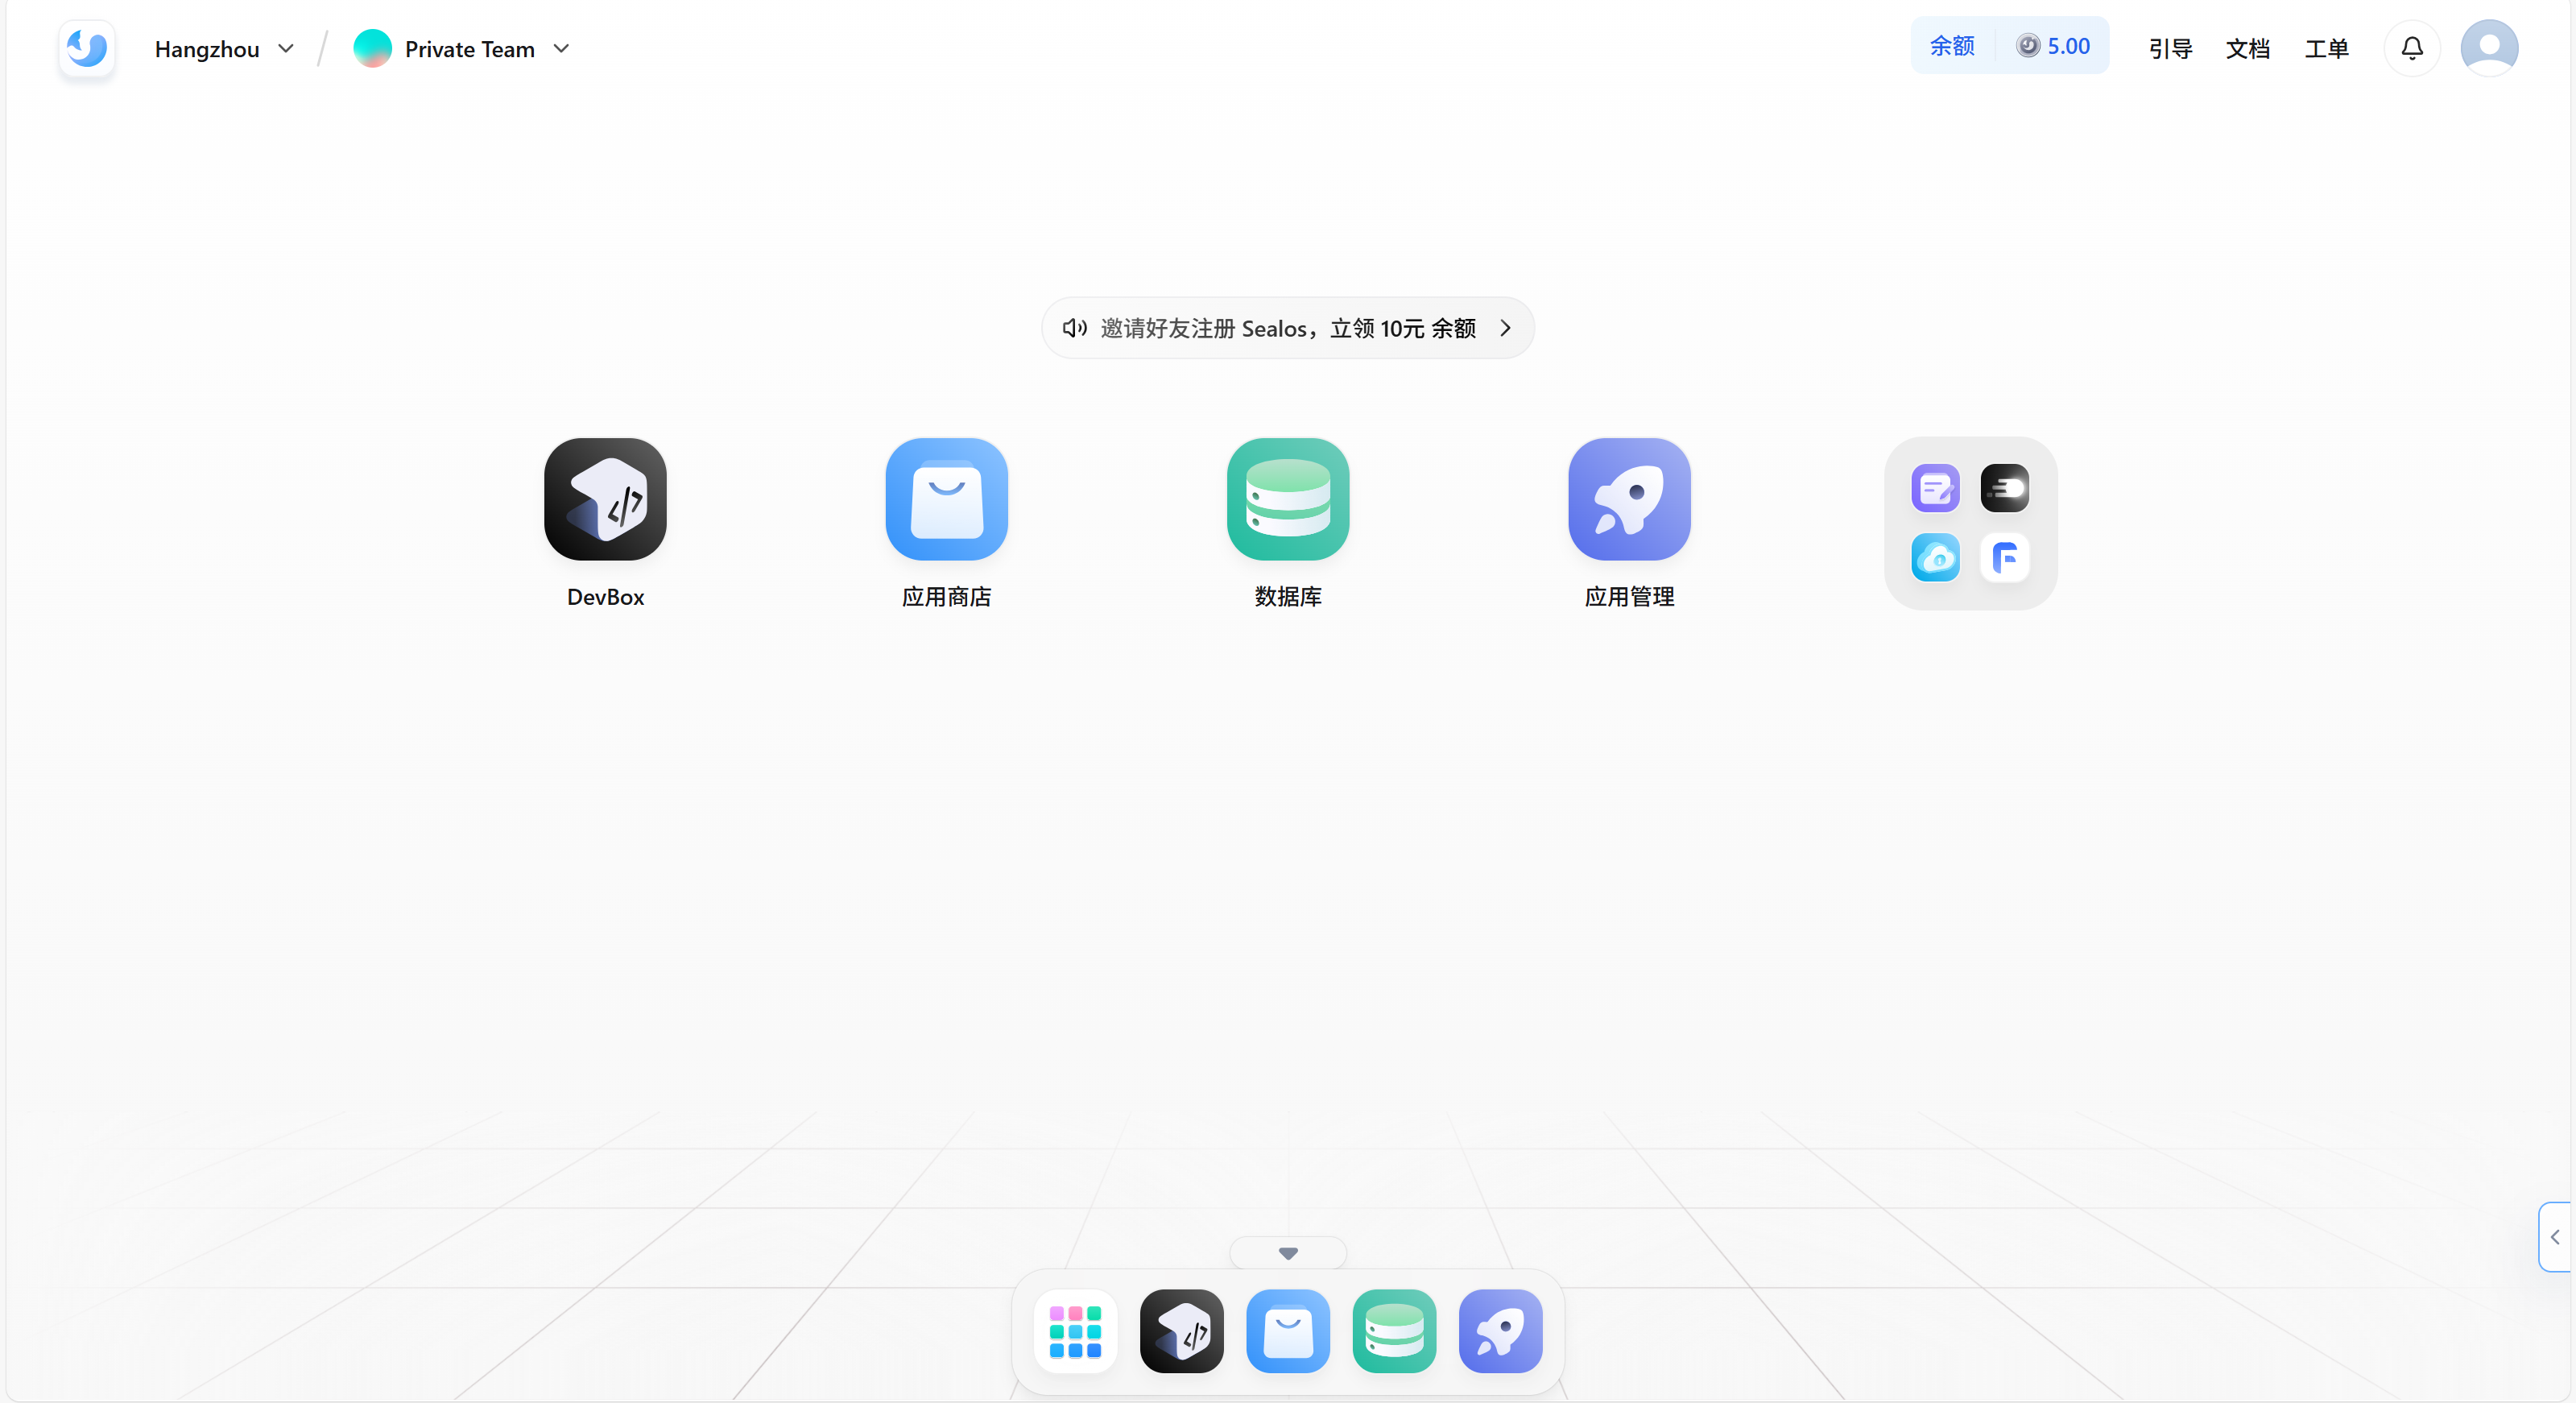 Hangzhou
Private Team
余额 5.00
引导
文档
工单
邀请好友注册 Sealos，立领 10元 余额
DevBox
应用商店
数据库
应用管理